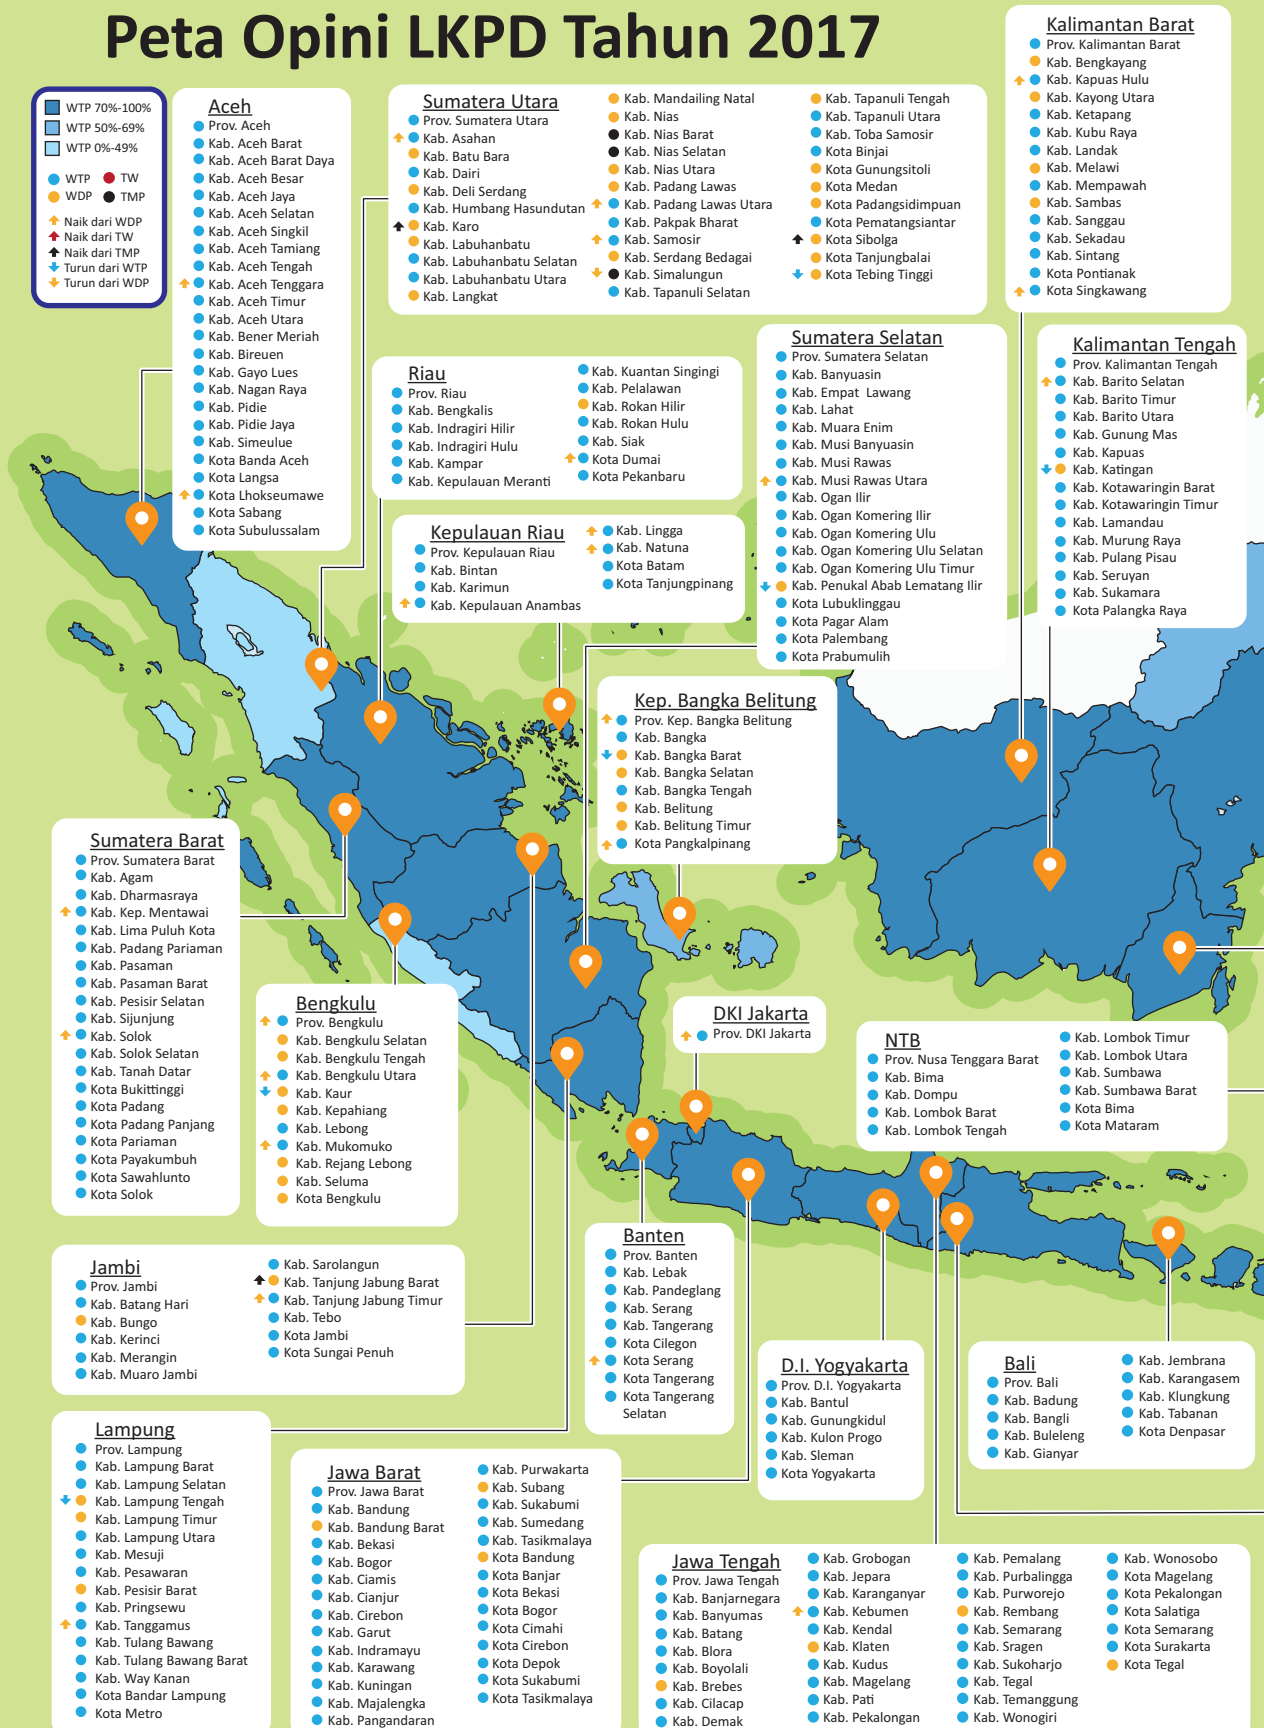 Peta Opini LKPD Tahun 2017
WTP 70%-100%
WTP 50%-69%
WTP 0%-49%
WTP
TW
WDP
TMP
Naik dari WDP
Naik dari TW
Naik dari TMP
Turun dari WTP
Turun dari WDP
Aceh
Prov. Aceh
Kab. Aceh Barat
Kab. Aceh Barat Daya
Kab. Aceh Besar
Kab. Aceh Jaya
Kab. Aceh Selatan
Kab. Aceh Singkil
Kab. Aceh Tamiang
Kab. Aceh Tengah
Kab. Aceh Tenggara
Kab. Aceh Timur
Kab. Aceh Utara
Kab. Bener Meriah
Kab. Bireuen
Kab. Gayo Lues
Kab. Nagan Raya
Kab. Pidie
Kab. Pidie Jaya
Kab. Simeulue
Kota Banda Aceh
Kota Langsa
Kota Lhokseumawe
Kota Sabang
Kota Subulussalam
Sumatera Utara
Prov. Sumatera Utara
Kab. Asahan
Kab. Batu Bara
Kab. Dairi
Kab. Deli Serdang
Kab. Humbang Hasundutan
Kab. Karo
Kab. Labuhanbatu
Kab. Labuhanbatu Selatan
Kab. Labuhanbatu Utara
Kab. Langkat
Kab. Mandailing Natal
Kab. Nias
Kab. Nias Barat
Kab. Nias Selatan
Kab. Nias Utara
Kab. Padang Lawas
Kab. Padang Lawas Utara
Kab. Pakpak Bharat
Kab. Samosir
Kab. Serdang Bedagai
Kab. Simalungun
Kab. Tapanuli Selatan
Kab. Tapanuli Tengah
Kab. Tapanuli Utara
Kab. Toba Samosir
Kota Binjai
Kota Gunungsitoli
Kota Medan
Kota Padangsidimpuan
Kota Pematangsiantar
Kota Sibolga
Kota Tanjungbalai
Kota Tebing Tinggi
Kalimantan Barat
Prov. Kalimantan Barat
Kab. Bengkayang
Kab. Kapuas Hulu
Kab. Kayong Utara
Kab. Ketapang
Kab. Kubu Raya
Kab. Landak
Kab. Melawi
Kab. Mempawah
Kab. Sambas
Kab. Sanggau
Kab. Sekadau
Kab. Sintang
Kota Pontianak
Kota Singkawang
Riau
Prov. Riau
Kab. Bengkalis
Kab. Indragiri Hilir
Kab. Indragiri Hulu
Kab. Kampar
Kab. Kepulauan Meranti
Kab. Kuantan Singingi
Kab. Pelalawan
Kab. Rokan Hilir
Kab. Rokan Hulu
Kab. Siak
Kota Dumai
Kota Pekanbaru
Sumatera Selatan
Prov. Sumatera Selatan
Kab. Banyuasin
Kab. Empat Lawang
Kab. Lahat
Kab. Muara Enim
Kab. Musi Banyuasin
Kab. Musi Rawas
Kab. Musi Rawas Utara
Kab. Ogan Ilir
Kab. Ogan Komering Ilir
Kab. Ogan Komering Ulu
Kab. Ogan Komering Ulu Selatan
Kab. Ogan Komering Ulu Timur
Kab. Penukal Abab Lematang Ilir
Kota Lubuklinggau
Kota Pagar Alam
Kota Palembang
Kota Prabumulih
Kalimantan Tengah
Prov. Kalimantan Tengah
Kab. Barito Selatan
Kab. Barito Timur
Kab. Barito Utara
Kab. Gunung Mas
Kab. Kapuas
Kab. Katingan
Kab. Kotawaringin Barat
Kab. Kotawaringin Timur
Kab. Lamandau
Kab. Murung Raya
Kab. Pulang Pisau
Kab. Seruyan
Kab. Sukamara
Kota Palangka Raya
Kepulauan Riau
Prov. Kepulauan Riau
Kab. Bintan
Kab. Karimun
Kab. Kepulauan Anambas
Kab. Lingga
Kab. Natuna
Kota Batam
Kota Tanjungpinang
Kep. Bangka Belitung
Prov. Kep. Bangka Belitung
Kab. Bangka
Kab. Bangka Barat
Kab. Bangka Selatan
Kab. Bangka Tengah
Kab. Belitung
Kab. Belitung Timur
Kota Pangkalpinang
Sumatera Barat
Prov. Sumatera Barat
Kab. Agam
Kab. Dharmasraya
Kab. Kep. Mentawai
Kab. Lima Puluh Kota
Kab. Padang Pariaman
Kab. Pasaman
Kab. Pasaman Barat
Kab. Pesisir Selatan
Kab. Sijunjung
Kab. Solok
Kab. Solok Selatan
Kab. Tanah Datar
Kota Bukittinggi
Kota Padang
Kota Padang Panjang
Kota Pariaman
Kota Payakumbuh
Kota Sawahlunto
Kota Solok
Bengkulu
Prov. Bengkulu
Kab. Bengkulu Selatan
Kab. Bengkulu Tengah
Kab. Bengkulu Utara
Kab. Kaur
Kab. Kepahiang
Kab. Lebong
Kab. Mukomuko
Kab. Rejang Lebong
Kab. Seluma
Kota Bengkulu
DKI Jakarta
Prov. DKI Jakarta
NTB
Prov. Nusa Tenggara Barat
Kab. Bima
Kab. Dompu
Kab. Lombok Barat
Kab. Lombok Tengah
Kab. Lombok Timur
Kab. Lombok Utara
Kab. Sumbawa
Kab. Sumbawa Barat
Kota Bima
Kota Mataram
Jambi
Prov. Jambi
Kab. Batang Hari
Kab. Bungo
Kab. Kerinci
Kab. Merangin
Kab. Muaro Jambi
Kab. Sarolangun
Kab. Tanjung Jabung Barat
Kab. Tanjung Jabung Timur
Kab. Tebo
Kota Jambi
Kota Sungai Penuh
Banten
Prov. Banten
Kab. Lebak
Kab. Pandeglang
Kab. Serang
Kab. Tangerang
Kota Cilegon
Kota Serang
Kota Tangerang
Kota Tangerang
Selatan
D.I. Yogyakarta
Prov. D.I. Yogyakarta
Kab. Bantul
Kab. Gunungkidul
Kab. Kulon Progo
Kab. Sleman
Kota Yogyakarta
Bali
Prov. Bali
Kab. Badung
Kab. Bangli
Kab. Buleleng
Kab. Gianyar
Kab. Jembrana
Kab. Karangasem
Kab. Klungkung
Kab. Tabanan
Kota Denpasar
Lampung
Prov. Lampung
Kab. Lampung Barat
Kab. Lampung Selatan
Kab. Lampung Tengah
Kab. Lampung Timur
Kab. Lampung Utara
Kab. Mesuji
Kab. Pesawaran
Kab. Pesisir Barat
Kab. Pringsewu
Kab. Tanggamus
Kab. Tulang Bawang
Kab. Tulang Bawang Barat
Kab. Way Kanan
Kota Bandar Lampung
Kota Metro
Jawa Barat
Prov. Jawa Barat
Kab. Bandung
Kab. Bandung Barat
Kab. Bekasi
Kab. Bogor
Kab. Ciamis
Kab. Cianjur
Kab. Cirebon
Kab. Garut
Kab. Indramayu
Kab. Karawang
Kab. Kuningan
Kab. Majalengka
Kab. Pangandaran
Kab. Purwakarta
Kab. Subang
Kab. Sukabumi
Kab. Sumedang
Kab. Tasikmalaya
Kota Bandung
Kota Banjar
Kota Bekasi
Kota Bogor
Kota Cimahi
Kota Cirebon
Kota Depok
Kota Sukabumi
Kota Tasikmalaya
Jawa Tengah
Prov. Jawa Tengah
Kab. Banjarnegara
Kab. Banyumas
Kab. Batang
Kab. Blora
Kab. Boyolali
Kab. Brebes
Kab. Cilacap
Kab. Demak
Kab. Grobogan
Kab. Jepara
Kab. Karanganyar
Kab. Kebumen
Kab. Kendal
Kab. Klaten
Kab. Kudus
Kab. Magelang
Kab. Pati
Kab. Pekalongan
Kab. Pemalang
Kab. Purbalingga
Kab. Purworejo
Kab. Rembang
Kab. Semarang
Kab. Sragen
Kab. Sukoharjo
Kab. Tegal
Kab. Temanggung
Kab. Wonogiri
Kab. Wonosobo
Kota Magelang
Kota Pekalongan
Kota Salatiga
Kota Semarang
Kota Surakarta
Kota Tegal